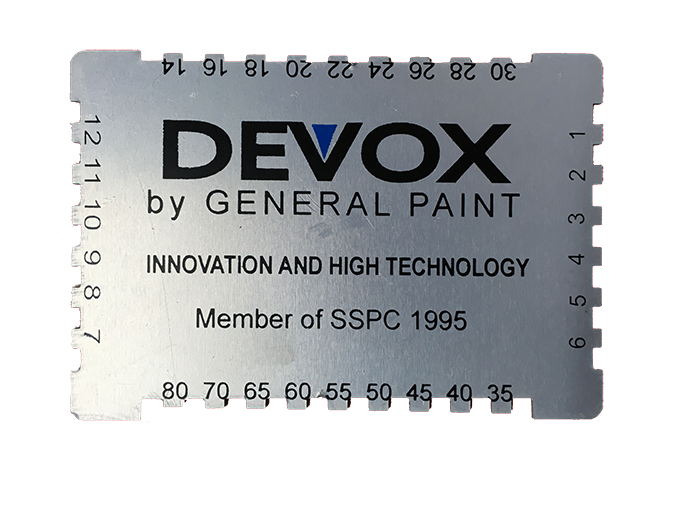 14 16 18 20 22 24 26 28 30
12 11 10 9 8 7
DEVOX
by GENERAL PAINT
INNOVATION AND HIGH TECHNOLOGY
Member of SSPC 1995
1 2 3 4 5 6
80 70 65 60 55 50 45 40 35